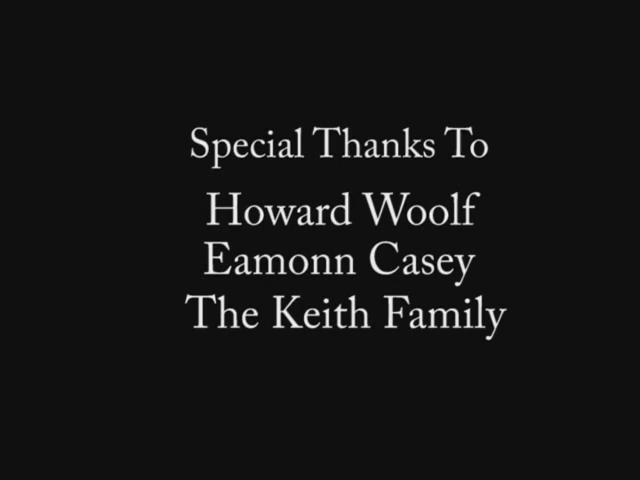 Special Thanks To
Howard Woolf
Eamonn Casey
The Keith Family